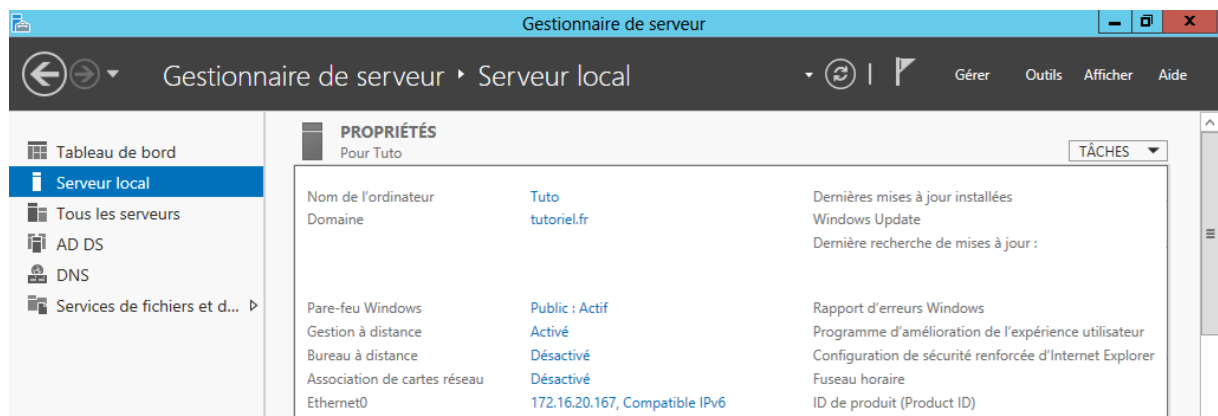 Gestionnaire de serveur
Gestionnaire de serveur ‣ Serveur local
Gérer Outils Afficher Aide
Tableau de bord
Serveur local
Tous les serveurs
AD DS
DNS
Services de fichiers et d...
PROPRIÉTÉS
Pour Tuto
TÂCHES
Nom de l'ordinateur Tuto Dernières mises à jour installées
Domaine tutoriel.fr Windows Update
Dernière recherche de mises à jour :
Pare-feu Windows Public : Actif Rapport d'erreurs Windows
Gestion à distance Activé Programme d'amélioration de l'expérience utilisateur
Bureau à distance Désactivé Configuration de sécurité renforcée d'Internet Explorer
Association de cartes réseau Désactivé Fuseau horaire
Ethernet0 172.16.20.167, Compatible IPv6 ID de produit (Product ID)